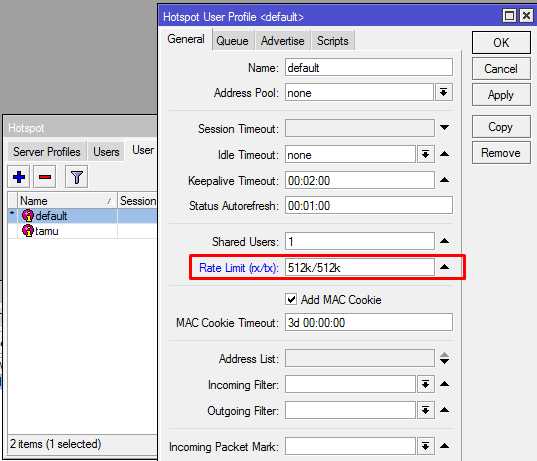 Hotspot User Profile <default>
General Queue Advertise Scripts
Name: default
Address Pool: none
Session Timeout:
Idle Timeout: none
Keepalive Timeout: 00:02:00
Status Autorefresh: 00:01:00
Shared Users: 1
Rate Limit (rx/tx): 512k/512k
Add MAC Cookie
MAC Cookie Timeout: 3d 00:00:00
Address List:
Incoming Filter:
Outgoing Filter:
Incoming Packet Mark:
OK
Cancel
Apply
Copy
Remove
Hotspot
Server Profiles Users User
Name Session
* default
tamu
2 items (1 selected)